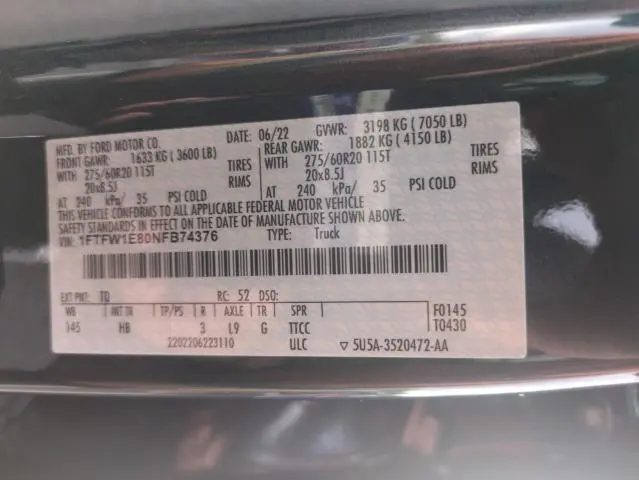 MFD. BY FORD MOTOR CO.
DATE: 06/22 GVWR: 3198 KG ( 7050 LB)
FRONT GAWR: 1633 KG ( 3600 LB)
REAR GAWR: 1882 KG ( 4150 LB)
WITH 275/60R20 115T TIRES
WITH 275/60R20 115T TIRES
20x8.5J RIMS
20x8.5J RIMS
AT 240 kPa/ 35 PSI COLD
AT 240 kPa/ 35 PSI COLD
THIS VEHICLE CONFORMS TO ALL APPLICABLE FEDERAL MOTOR VEHICLE
SAFETY STANDARDS IN EFFECT ON THE DATE OF MANUFACTURE SHOWN ABOVE.
VIN: 1FTFW1E80NFB74376 TYPE: Truck
EXT PNT: TQ RC: 52 DSO:
WB INT TR TP/PS R AXLE TR SPR F0145
145 HB 3 L9 G TTCC T0430
2202206223110 ULC ▽ 5U5A-3520472-AA